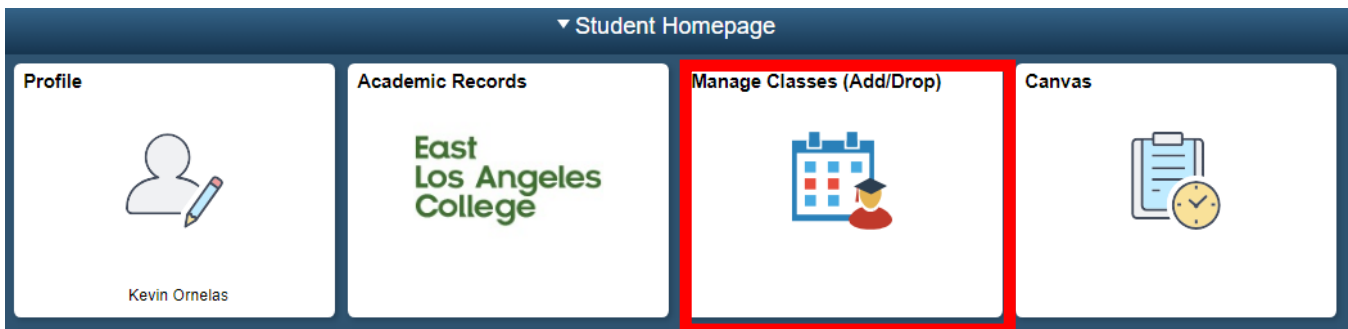 Student Homepage
Profile
Academic Records
Manage Classes (Add/Drop)
Canvas
East
Los Angeles
College
Kevin Ornelas